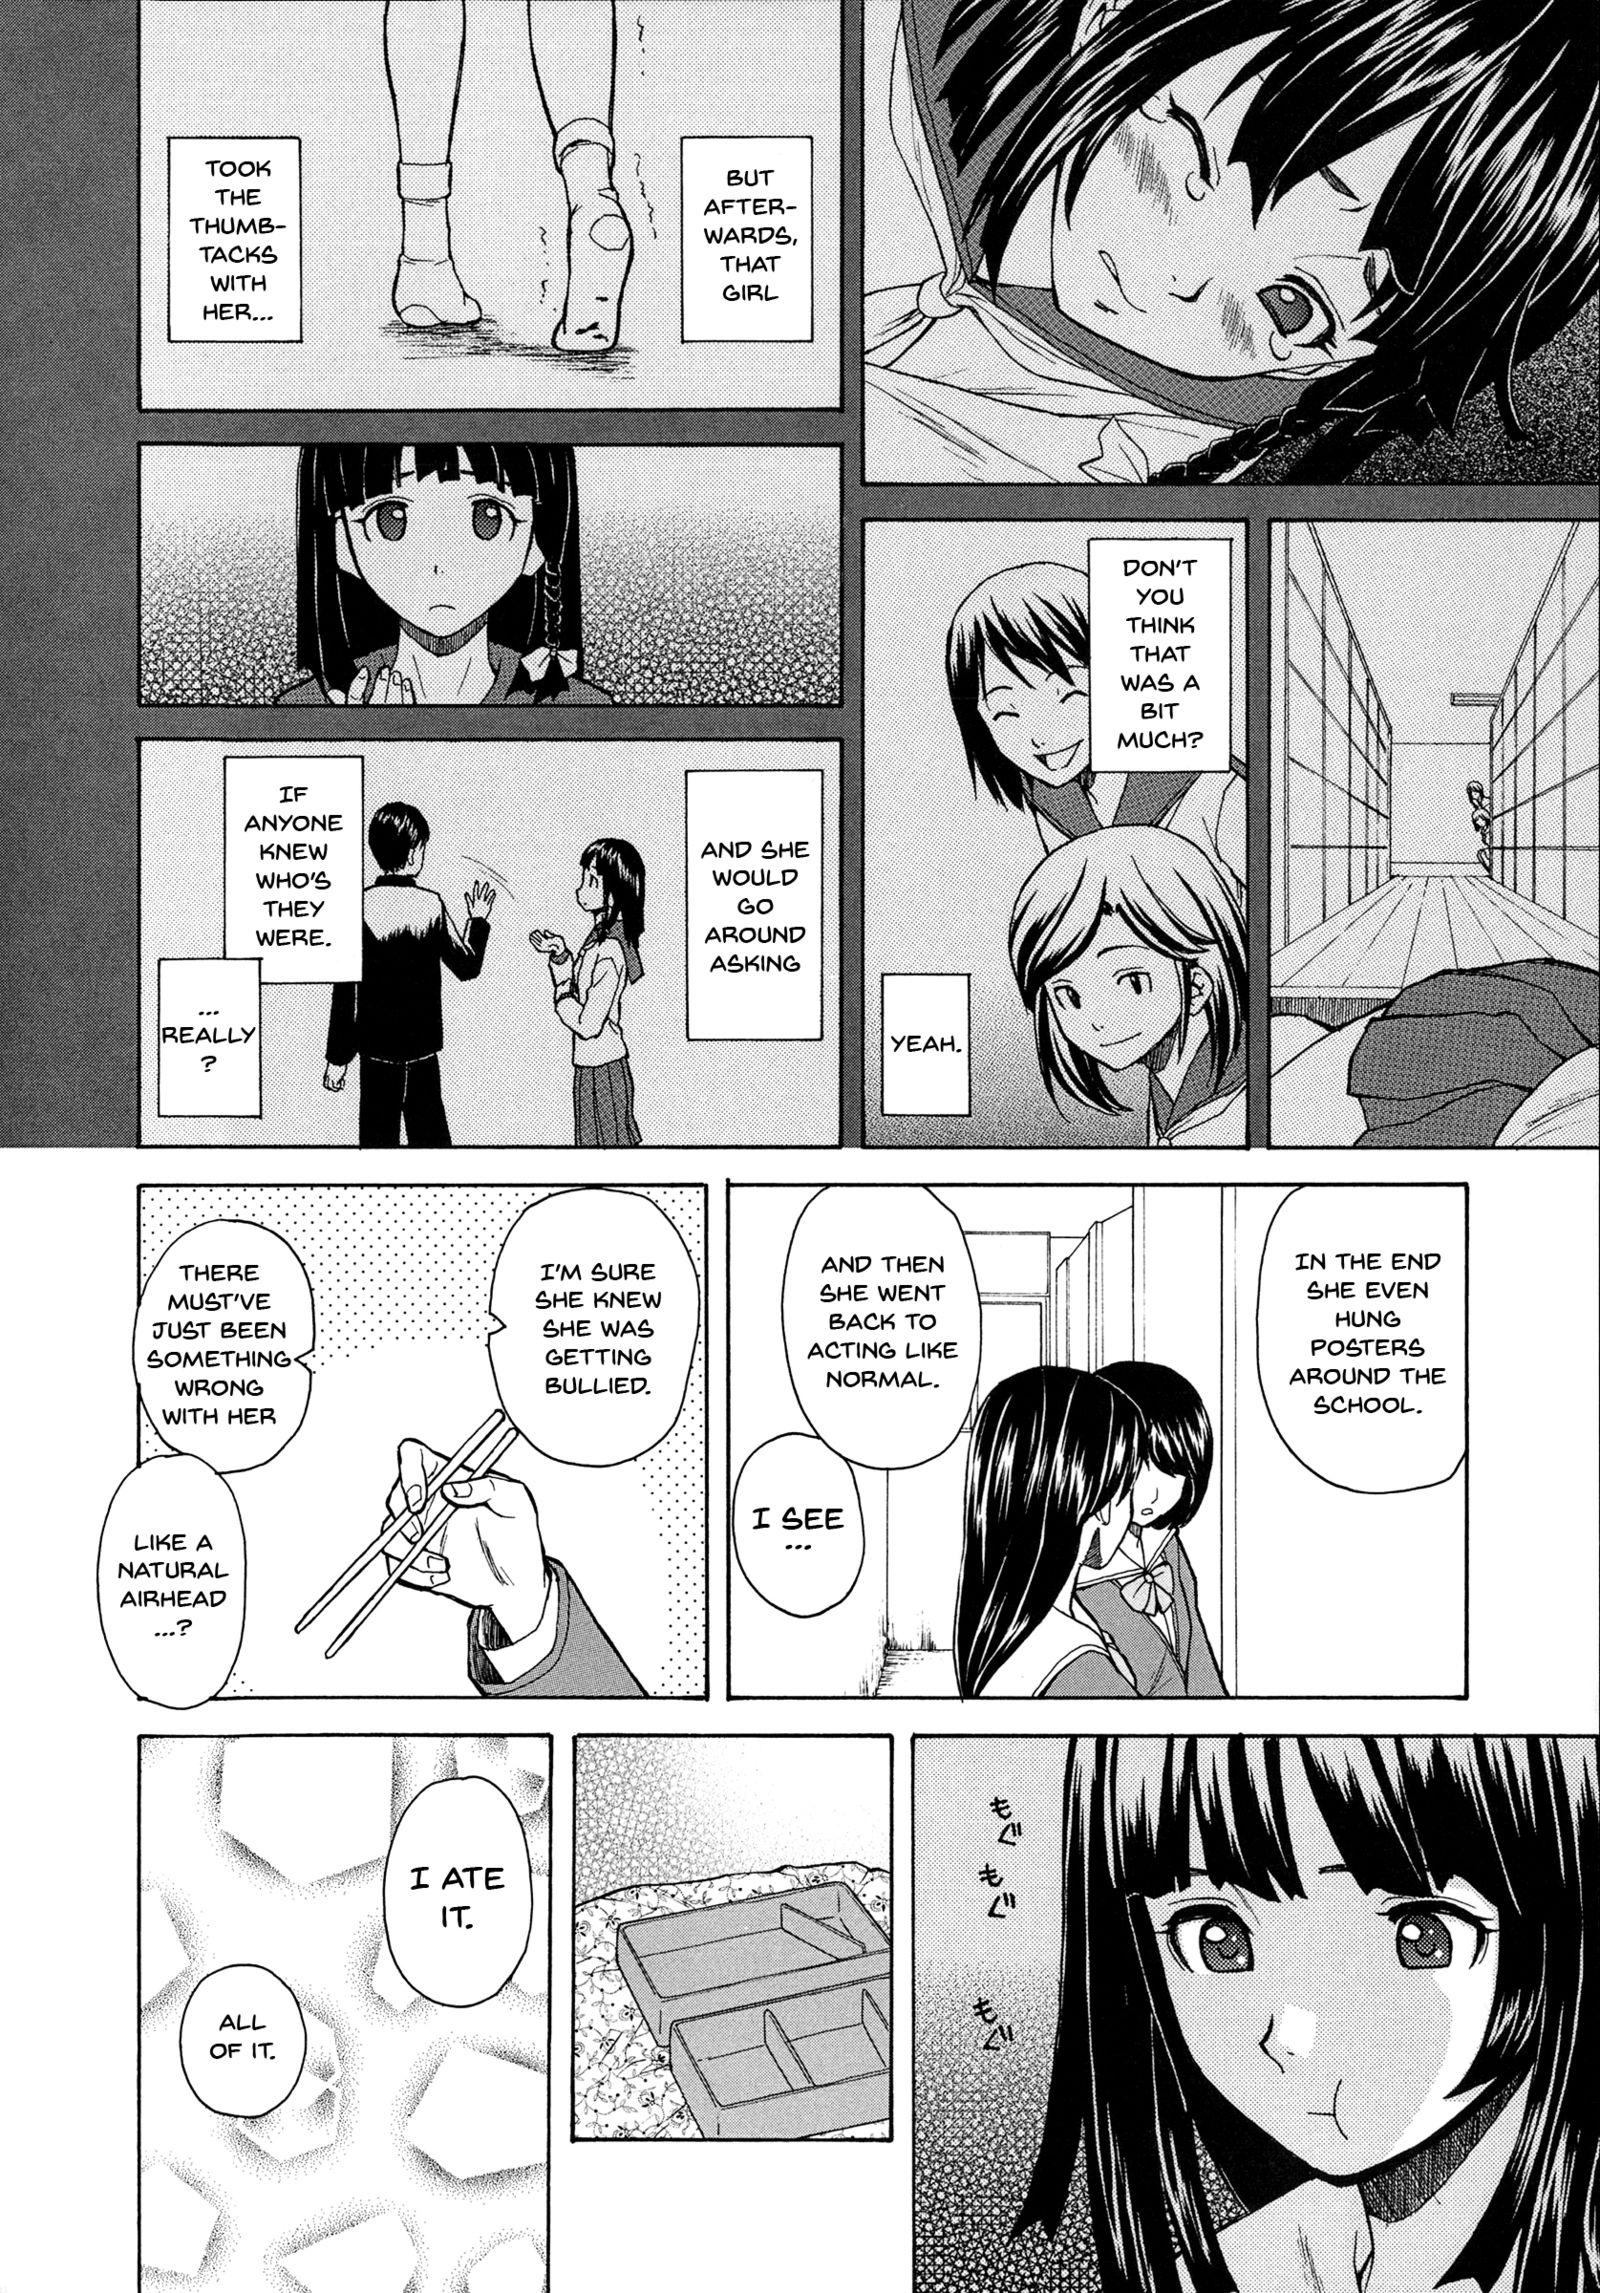 DON'T
YOU
THINK
THAT
WAS A
BIT
MUCH?
YEAH.
BUT
AFTER-
WARDS,
THAT
GIRL
TOOK
THE
THUMB-
TACKS
WITH
HER...
AND SHE
WOULD
GO
AROUND
ASKING
IF
ANYONE
KNEW
WHO'S
THEY
WERE.
...
REALLY
?
IN THE END
SHE EVEN
HUNG
POSTERS
AROUND THE
SCHOOL.
AND THEN
SHE WENT
BACK TO
ACTING LIKE
NORMAL.
I SEE
...
I'M SURE
SHE KNEW
SHE WAS
GETTING
BULLIED.
THERE
MUST'VE
JUST BEEN
SOMETHING
WRONG
WITH HER
LIKE A
NATURAL
AIRHEAD
...?
もぐ
もぐ
もぐ
I ATE
IT.
ALL
OF IT.